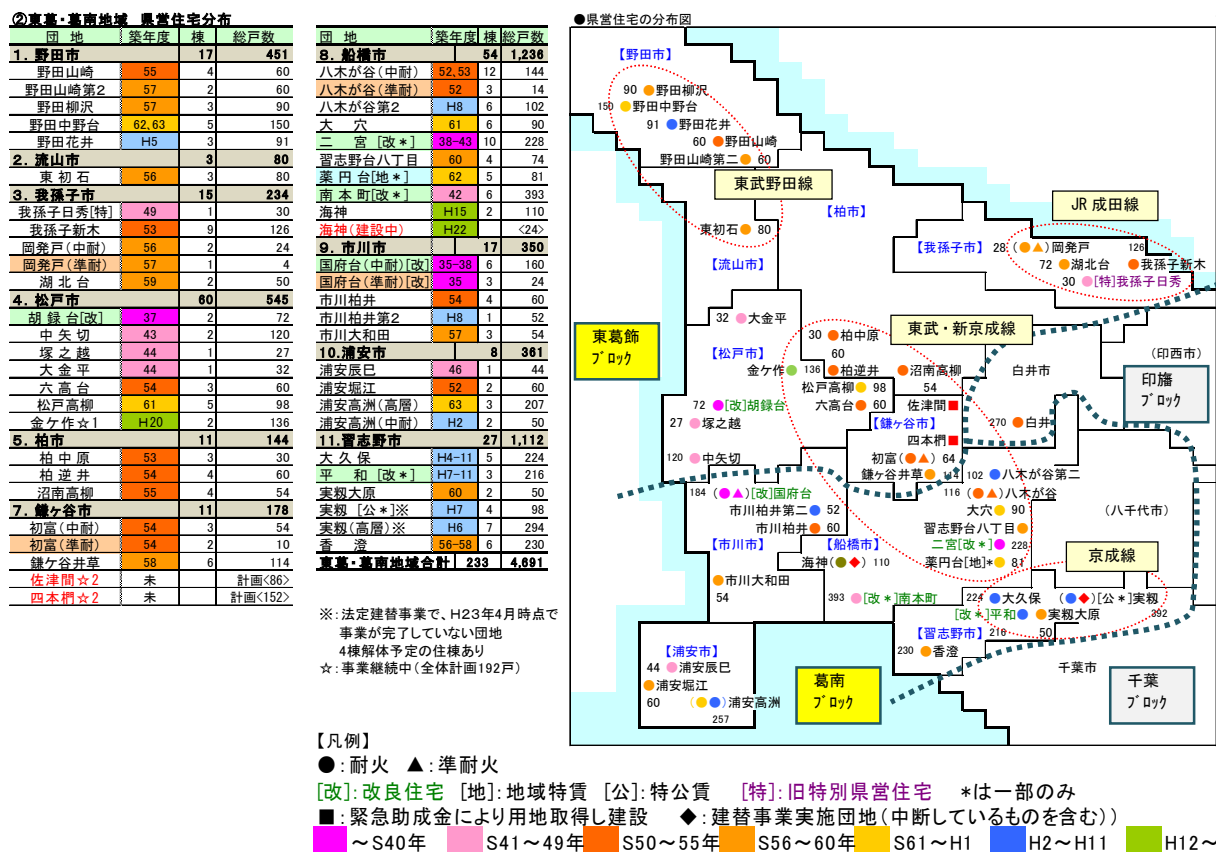 ②東葛・葛南地域 県営住宅分布
団 地 築年度 棟 総戸数
1．野田市 17 451
野田山崎 55 4 60
野田山崎第2 57 2 60
野田柳沢 57 3 90
野田中野台 62,63 5 150
野田花井 H5 3 91
2．流山市 3 80
東 初 石 56 3 80
3．我孫子市 15 234
我孫子日秀[特] 49 1 30
我孫子新木 53 9 126
岡発戸(中耐) 56 2 24
岡発戸(準耐) 57 1 4
湖 北 台 59 2 50
4．松戸市 60 545
胡 録 台[改] 37 2 72
中 矢 切 43 2 120
塚 之 越 44 1 27
大 金 平 44 1 32
六 高 台 54 3 60
松戸高柳 61 5 98
金ケ作☆1 H20 2 136
5．柏市 11 144
柏 中 原 53 3 30
柏 逆 井 54 4 60
沼南高柳 55 4 54
7．鎌ヶ谷市 11 178
初富(中耐) 54 3 54
初富(準耐) 54 2 10
鎌ケ谷井草 58 6 114
佐津間☆2 未 計画<86>
四本椚☆2 未 計画<152>
団 地 築年度 棟 総戸数
8．船橋市 54 1,236
八木が谷(中耐) 52,53 12 144
八木が谷(準耐) 52 3 14
八木が谷第2 H8 6 102
大 穴 61 6 90
二 宮 [改＊] 38-43 10 228
習志野台八丁目 60 4 74
薬 円 台[地＊] 62 5 81
南 本 町[改＊] 42 6 393
海神 H15 2 110
海神(建設中) H22 <24>
9．市川市 17 350
国府台(中耐)[改] 35-38 6 160
国府台(準耐)[改] 35 3 24
市川柏井 54 4 60
市川柏井第2 H8 1 52
市川大和田 57 3 54
10.浦安市 8 361
浦安辰巳 46 1 44
浦安堀江 52 2 60
浦安高洲(高層) 63 3 207
浦安高洲(中耐) H2 2 50
11.習志野市 27 1,112
大 久 保 H4-11 5 224
平 和 [改＊] H7-11 3 216
実籾大原 60 2 50
実籾 [公＊]※ H7 4 98
実籾(高層)※ H6 7 294
香 澄 56-58 6 230
東葛・葛南地域合計 233 4,691
※：法定建替事業で、H23年4月時点で
事業が完了していない団地
4棟解体予定の住棟あり
☆：事業継続中(全体計画192戸)
●県営住宅の分布図
【野田市】
90 ●野田柳沢
150 ●野田中野台
91 ●野田花井
60 ●野田山崎
野田山崎第二●60
東武野田線
【柏市】
JR 成田線
東初石●80
【我孫子市】 28 (●▲)岡発戸 126
72 ●湖北台 ●我孫子新木
30 ●[特]我孫子日秀
【流山市】
32 ●大金平
東葛飾
ﾌﾞﾛｯｸ
東武・新京成線
30 ●柏中原
60
【松戸市】
金ケ作● 136 ●柏逆井 ●沼南高柳
54
白井市
(印西市)
印旛
ﾌﾞﾛｯｸ
松戸高柳●98
72 ●[改]胡録台 六高台●60 佐津間■
27 ●塚之越 【鎌ケ谷市】 270 ●白井
四本椚■
120 ●中矢切 初富(●▲) 64
鎌ケ谷井草● 114 102 ●八木が谷第二
184 (●▲)[改]国府台 116 (●▲)八木が谷
市川柏井第二●52 大穴●90 (八千代市)
市川柏井●60 習志野台八丁目●
【市川市】 【船橋市】 二宮[改＊]●228
海神(●◆) 110 薬円台[地]＊●81
京成線
●市川大和田
54
393 ●[改＊]南本町 224 ●大久保 (●◆)[公＊]実籾
392
[改＊]平和● ●実籾大原
【習志野市】 216 50
230 ●香澄
千葉市
【浦安市】
44 ●浦安辰巳
●浦安堀江
60 (●●)浦安高洲
257
葛南
ﾌﾞﾛｯｸ
千葉
ﾌﾞﾛｯｸ
【凡例】
●：耐火 ▲：準耐火
[改]：改良住宅 [地]：地域特賃 [公]：特公賃 [特]：旧特別県営住宅 ＊は一部のみ
■：緊急助成金により用地取得し建設 ◆：建替事業実施団地(中断しているものを含む))
～S40年 S41～49年 S50～55年 S56～60年 S61～H1 H2～H11 H12～